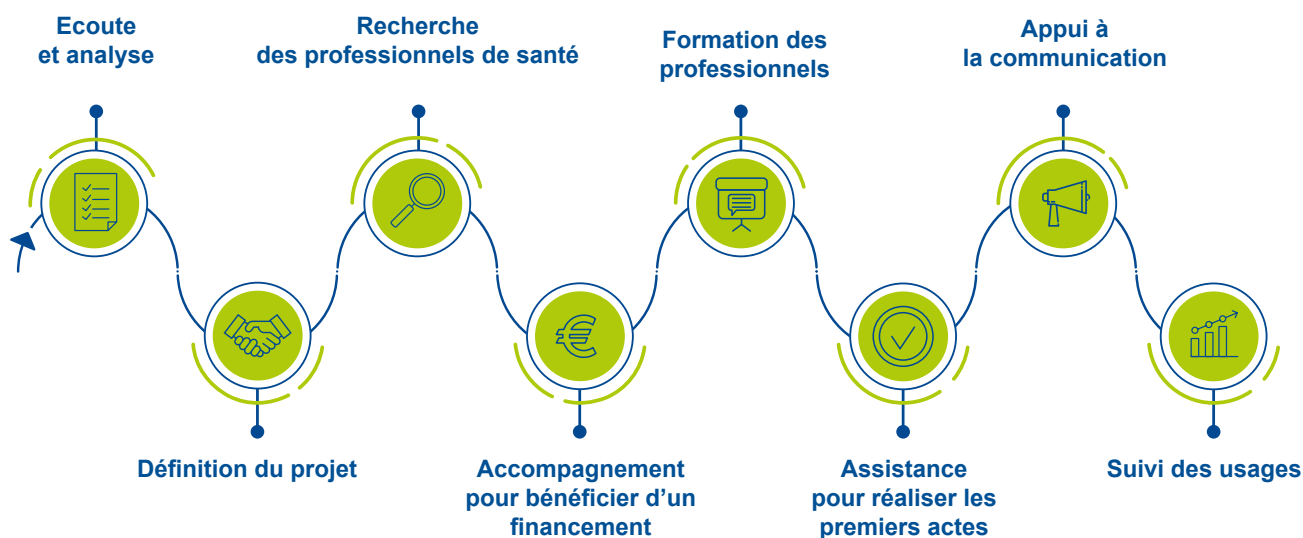 Ecoute
et analyse
Définition du projet
Recherche
des professionnels de santé
Accompagnement
pour bénéficier d’un
financement
Formation des
professionnels
Assistance
pour réaliser les
premiers actes
Appui à
la communication
Suivi des usages